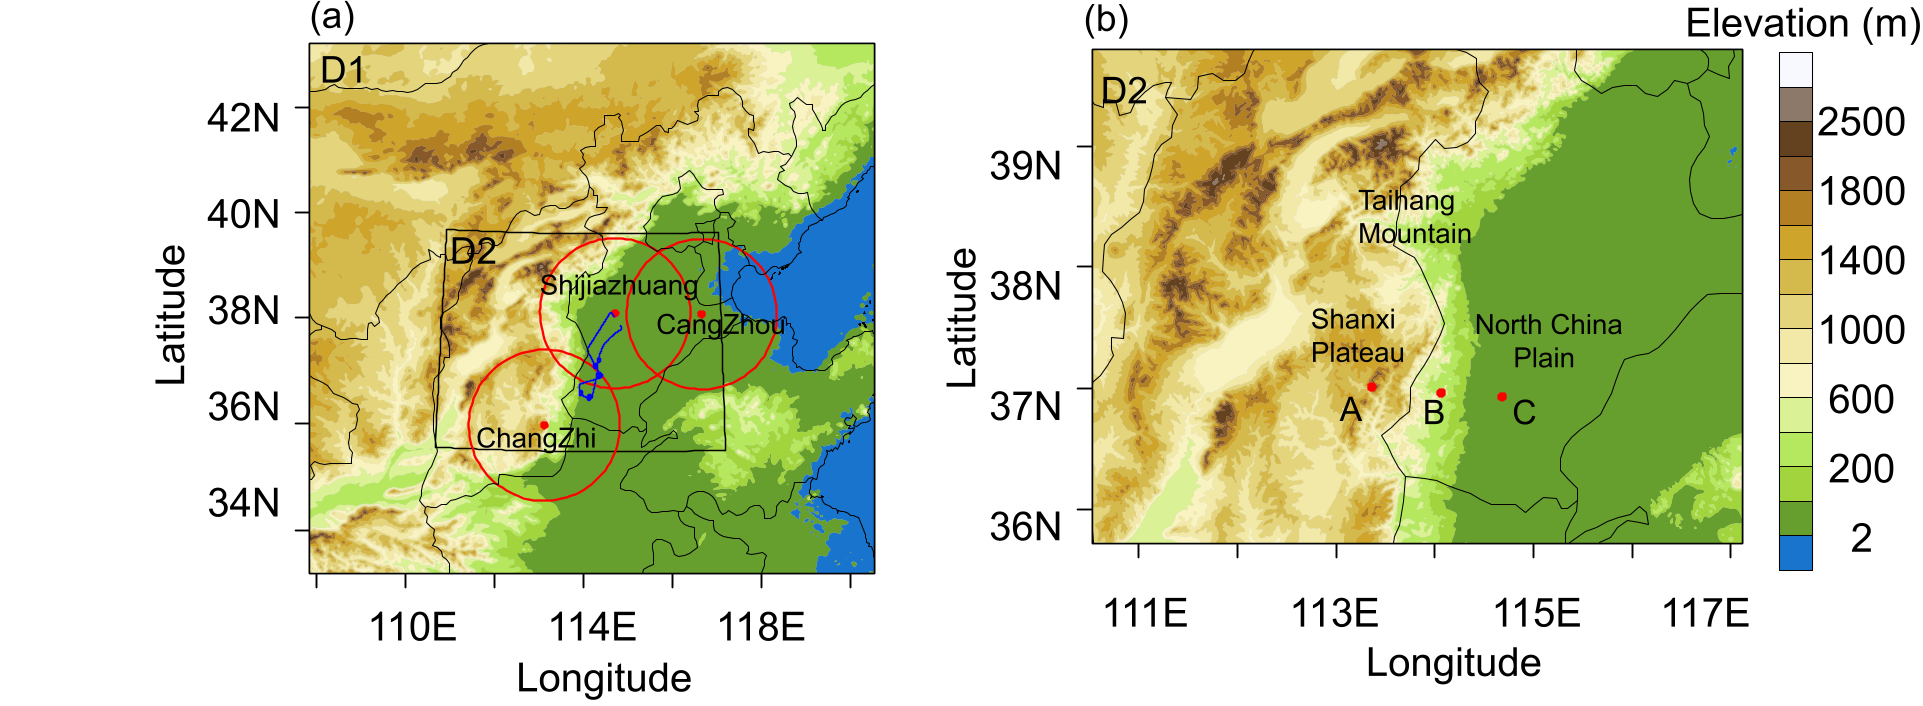 (a)
D1
42N
40N
38N
36N
34N
Latitude
D2
Shijiazhuang
CangZhou
ChangZhi
110E
114E
118E
Longitude
(b)
D2
39N
38N
37N
36N
Latitude
Taihang
Mountain
Shanxi
Plateau
North China
Plain
A
B
C
111E
113E
115E
117E
Longitude
Elevation (m)
2500
1800
1400
1000
600
200
2